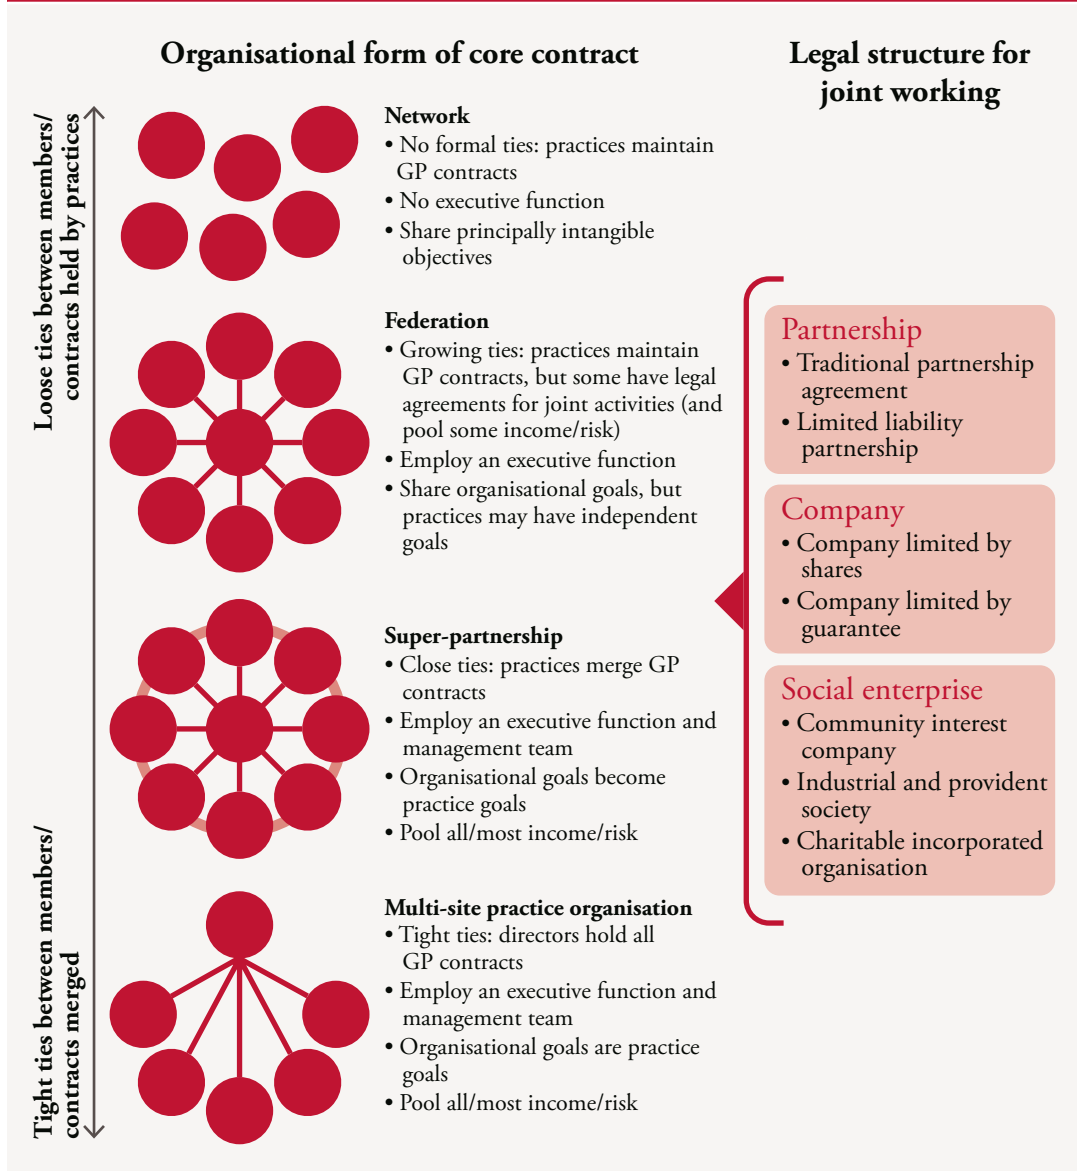 Organisational form of core contract
Legal structure for
joint working
Loose ties between members/
contracts held by practices
Network
• No formal ties: practices maintain
GP contracts
• No executive function
• Share principally intangible
objectives
Federation
• Growing ties: practices maintain
GP contracts, but some have legal
agreements for joint activities (and
pool some income/risk)
• Employ an executive function
• Share organisational goals, but
practices may have independent
goals
Super-partnership
• Close ties: practices merge GP
contracts
• Employ an executive function and
management team
• Organisational goals become
practice goals
• Pool all/most income/risk
Tight ties between members/
contracts merged
Multi-site practice organisation
• Tight ties: directors hold all
GP contracts
• Employ an executive function and
management team
• Organisational goals are practice
goals
• Pool all/most income/risk
Partnership
• Traditional partnership
agreement
• Limited liability
partnership
Company
• Company limited by
shares
• Company limited by
guarantee
Social enterprise
• Community interest
company
• Industrial and provident
society
• Charitable incorporated
organisation